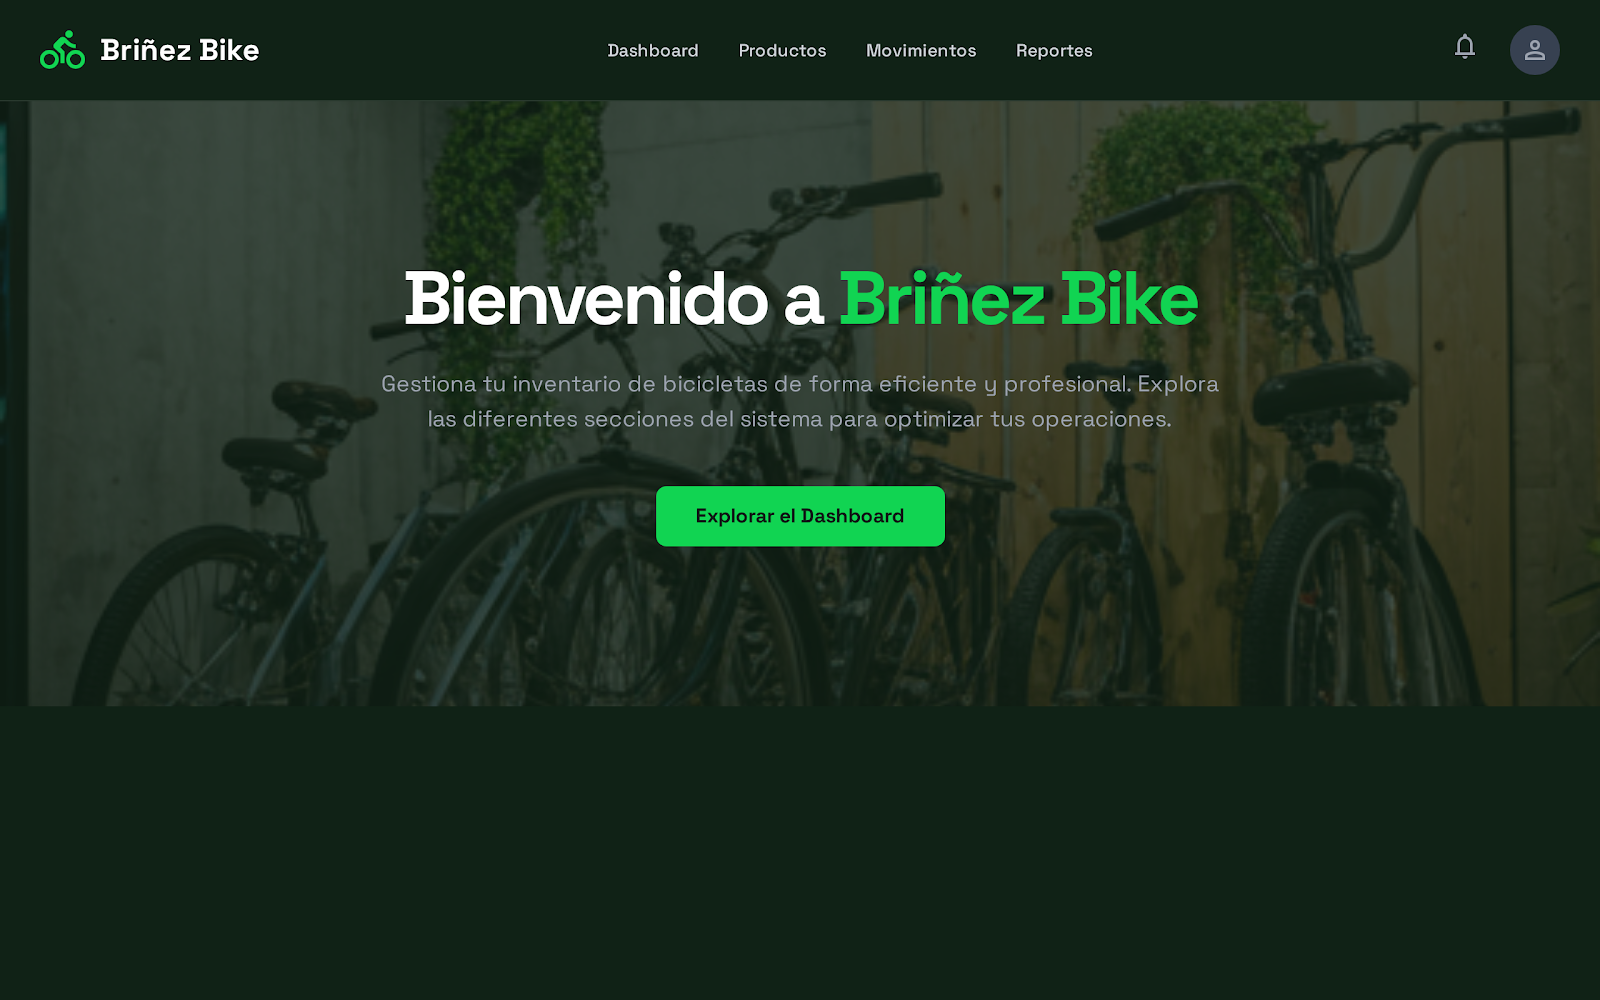 Briñez Bike
Dashboard
Productos
Movimientos
Reportes
Bienvenido a Briñez Bike
Gestiona tu inventario de bicicletas de forma eficiente y profesional. Explora
las diferentes secciones del sistema para optimizar tus operaciones.
Explorar el Dashboard